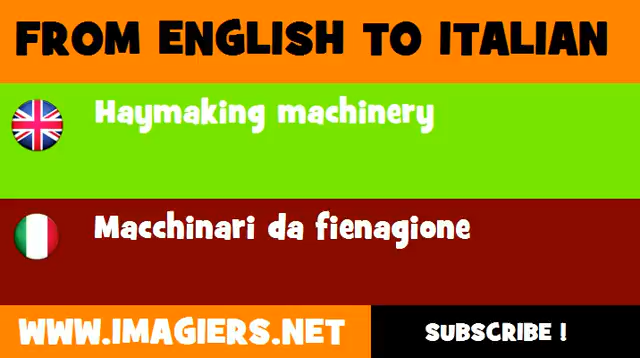 FROM ENGLISH TO ITALIAN
Haymaking machinery
Macchinari da fienagione
WWW.IMAGIERS.NET
SUBSCRIBE !